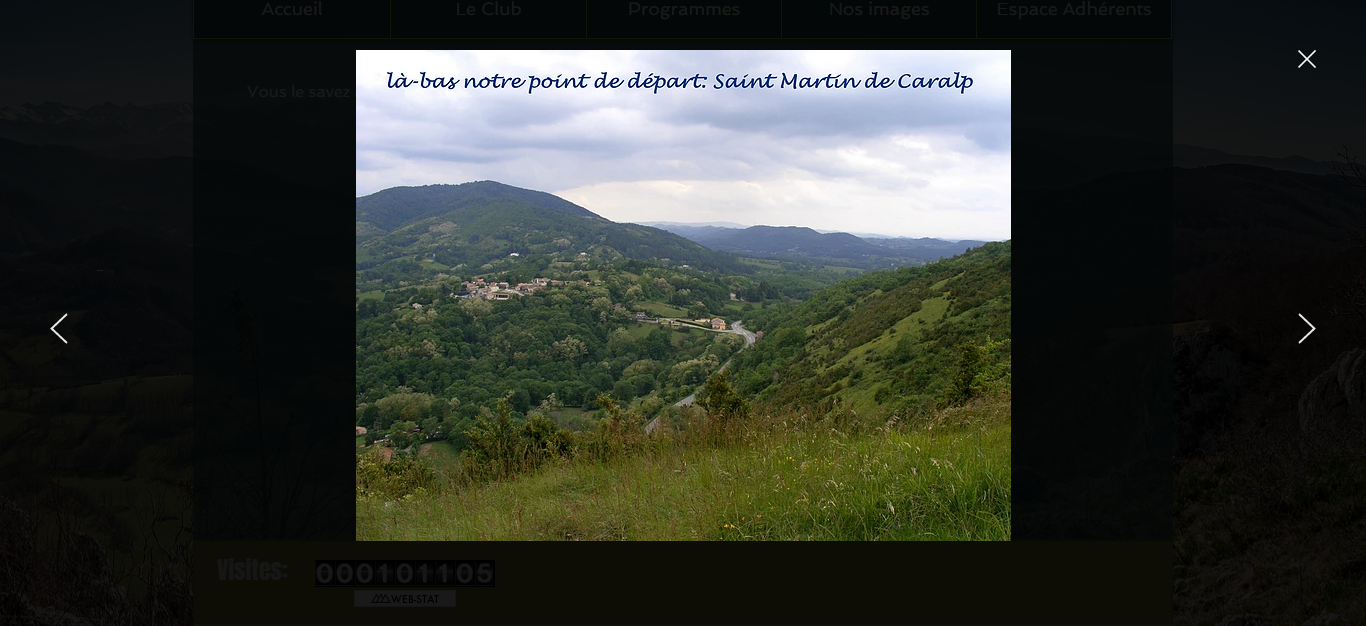 Accueil
Le Club
Programmes
Nos images
Espace Adhérents
là-bas notre point de départ: Saint Martin de Caralp
Vous le savez
Visites:
000101105
WEB-STAT